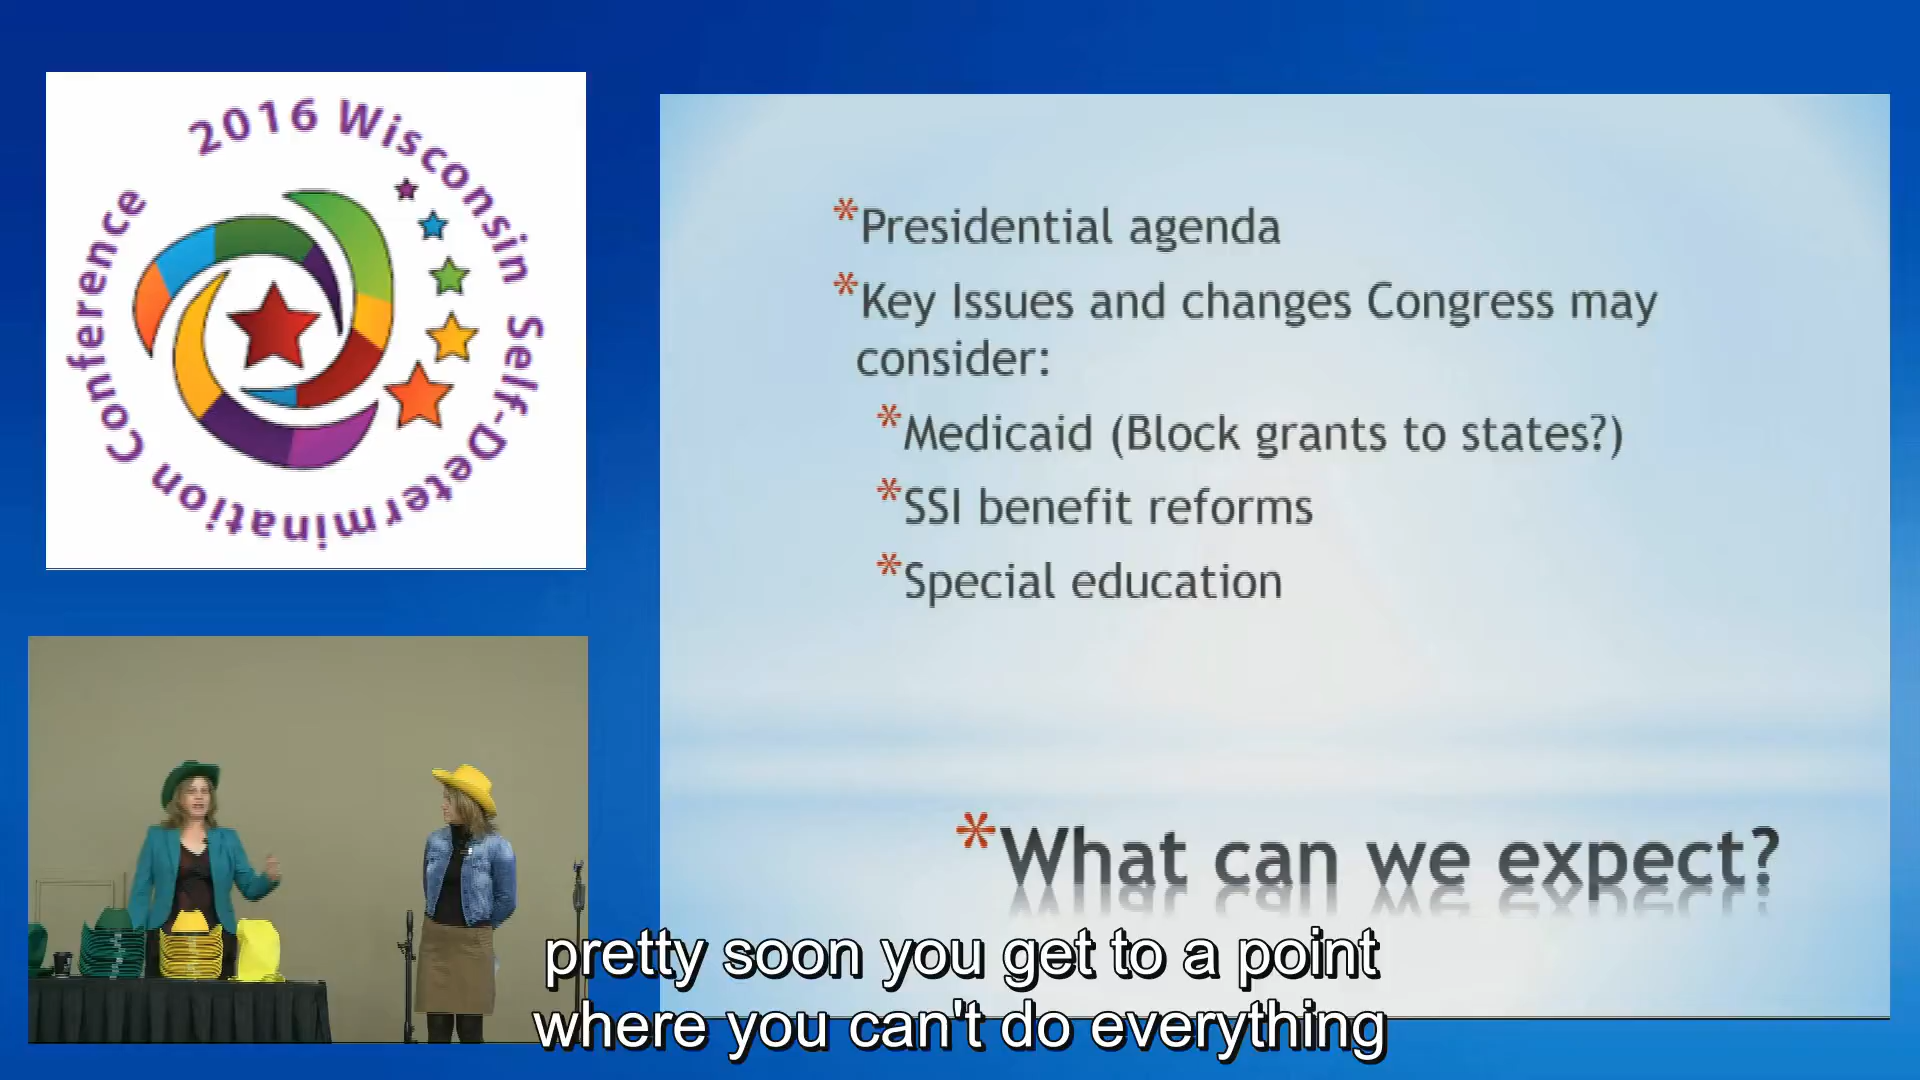 2016 Wisconsin Self-Determination Conference
*Presidential agenda
*Key Issues and changes Congress may
consider:
*Medicaid (Block grants to states?)
*SSI benefit reforms
*Special education
*What can we expect?
pretty soon you get to a point
where you can't do everything